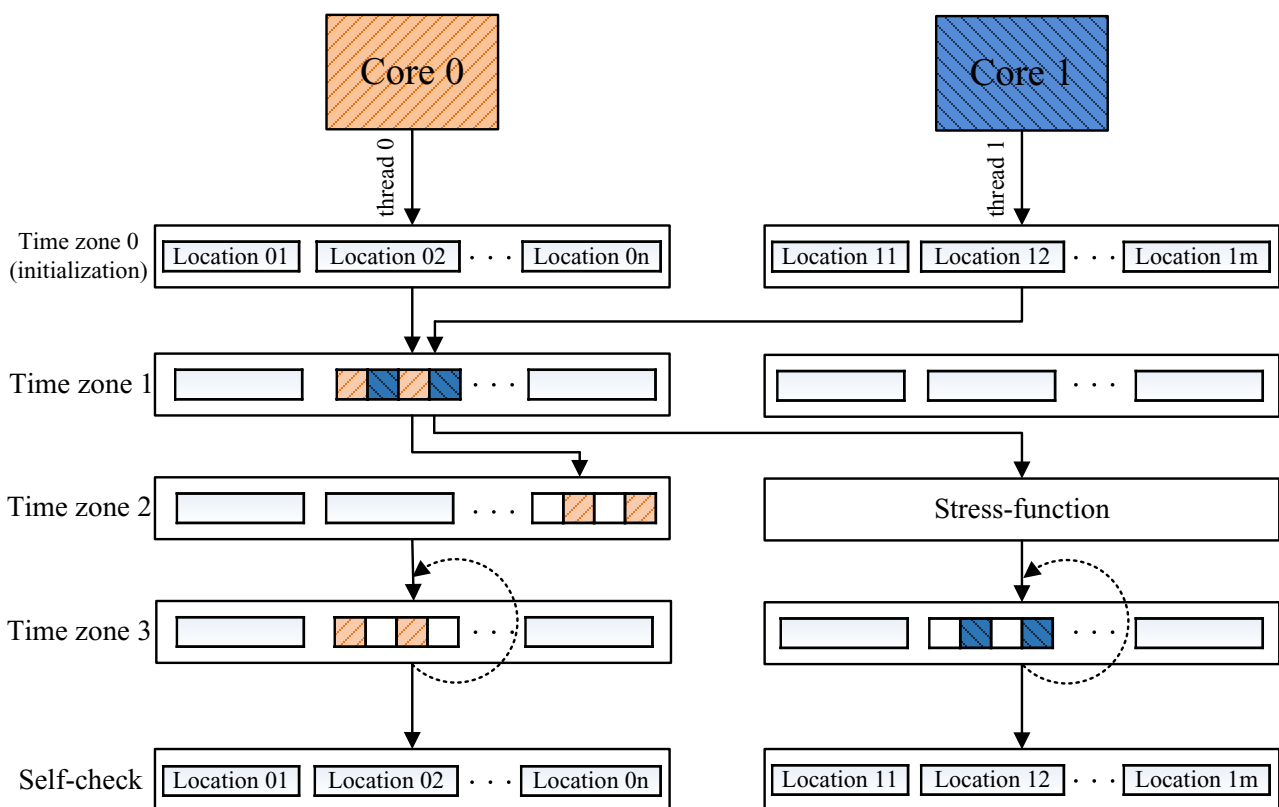 Core 0
Core 1
thread 0
thread 1
Time zone 0
(initialization)
Location 01 Location 02 · · · Location 0n
Location 11 Location 12 · · · Location 1m
Time zone 1
· · ·
· · ·
Time zone 2
· · ·
Stress-function
Time zone 3
· · ·
· · ·
Self-check
Location 01 Location 02 · · · Location 0n
Location 11 Location 12 · · · Location 1m